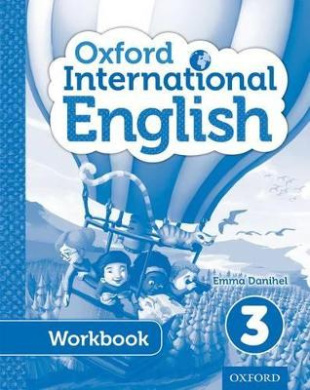 Oxford
International
English
Emma Danihel
Workbook
3
OXFORD